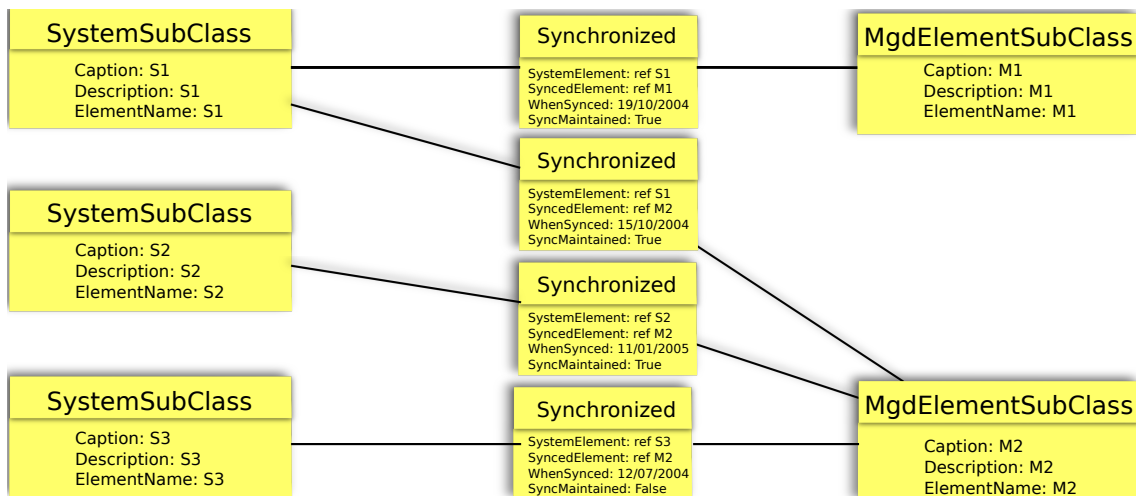 SystemSubClass
Caption: S1
Description: S1
ElementName: S1
Synchronized
SystemElement: ref S1
SyncedElement: ref M1
WhenSynced: 19/10/2004
SyncMaintained: True
MgdElementSubClass
Caption: M1
Description: M1
ElementName: M1
Synchronized
SystemElement: ref S1
SyncedElement: ref M2
WhenSynced: 15/10/2004
SyncMaintained: True
SystemSubClass
Caption: S2
Description: S2
ElementName: S2
Synchronized
SystemElement: ref S2
SyncedElement: ref M2
WhenSynced: 11/01/2005
SyncMaintained: True
SystemSubClass
Caption: S3
Description: S3
ElementName: S3
Synchronized
SystemElement: ref S3
SyncedElement: ref M2
WhenSynced: 12/07/2004
SyncMaintained: False
MgdElementSubClass
Caption: M2
Description: M2
ElementName: M2